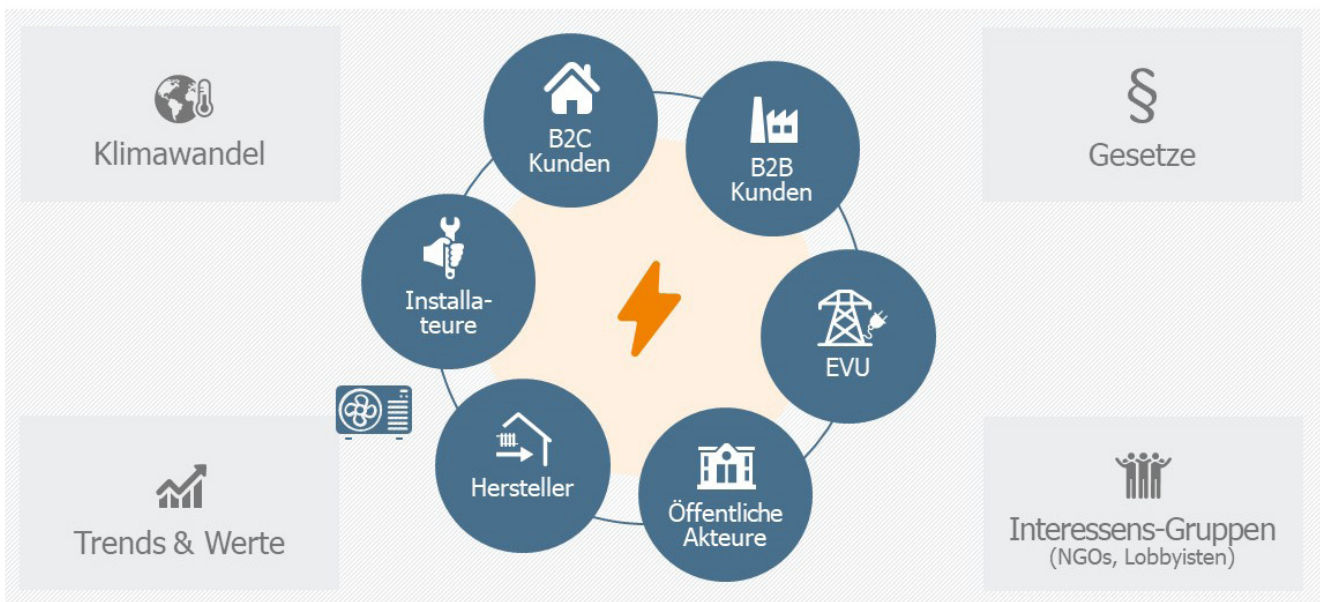 Klimawandel
B2C
Kunden
B2B
Kunden
§
Gesetze
Installa-
teure
EVU
Hersteller
Öffentliche
Akteure
Trends & Werte
Interessens-Gruppen
(NGOs, Lobbyisten)